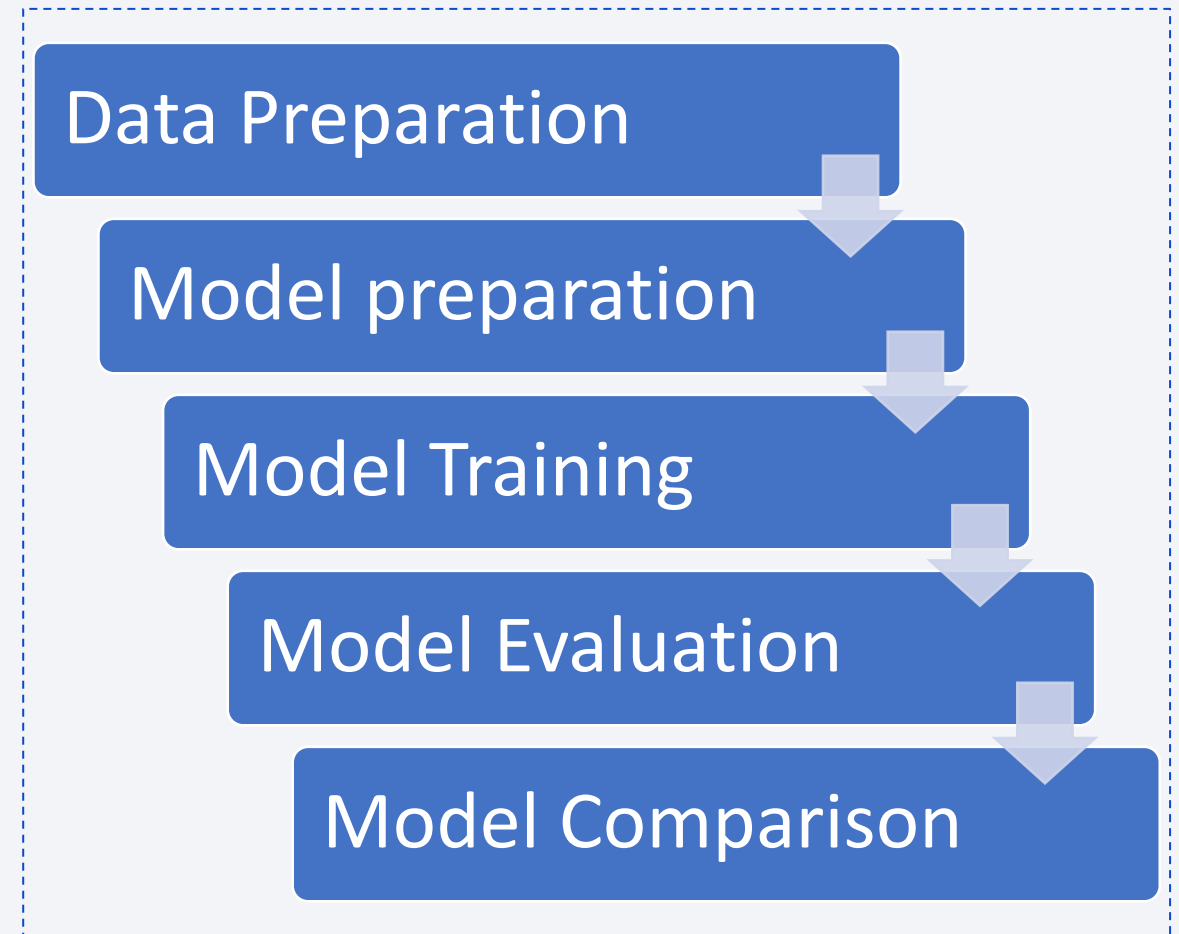 Data Preparation
Model preparation
Model Training
Model Evaluation
Model Comparison